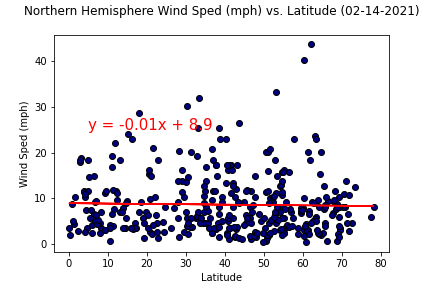 Northern Hemisphere Wind Sped (mph) vs. Latitude (02-14-2021)
40
30
y = -0.01x + 8.9
20
10
0
Wind Sped (mph)
0 10 20 30 40 50 60 70 80
Latitude